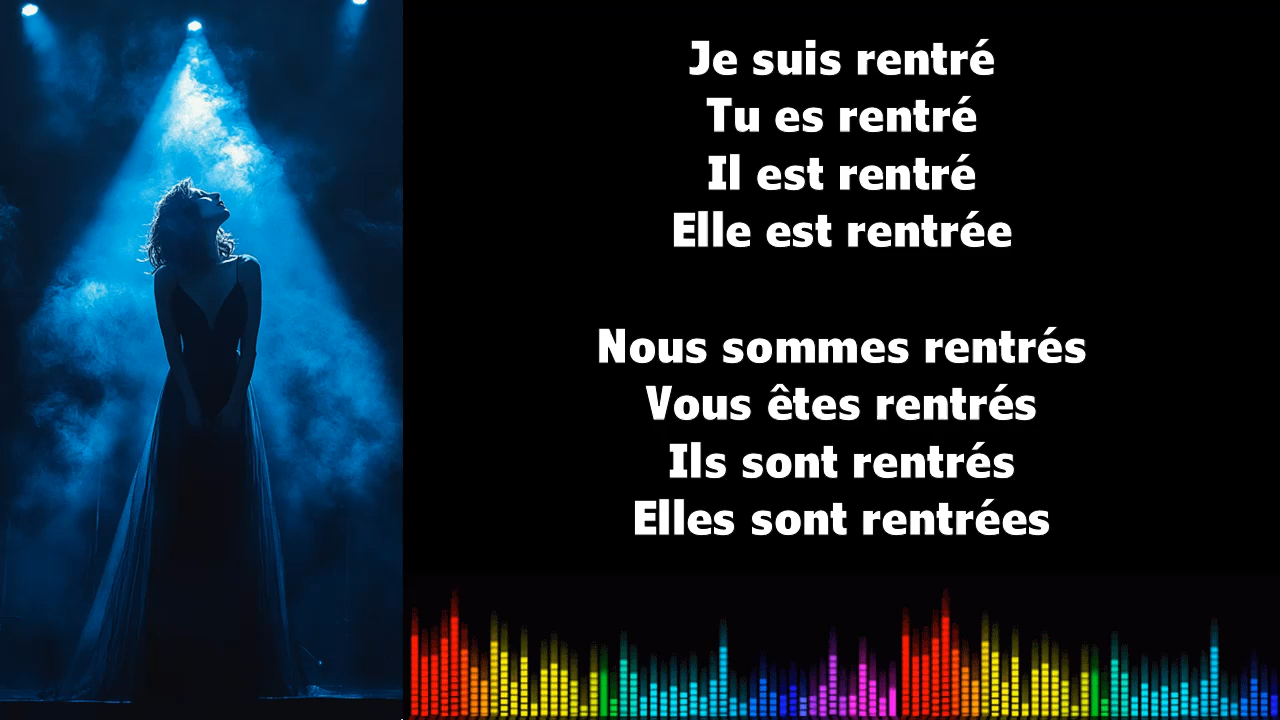 Je suis rentré
Tu es rentré
Il est rentré
Elle est rentrée
Nous sommes rentrés
Vous êtes rentrés
Ils sont rentrés
Elles sont rentrées